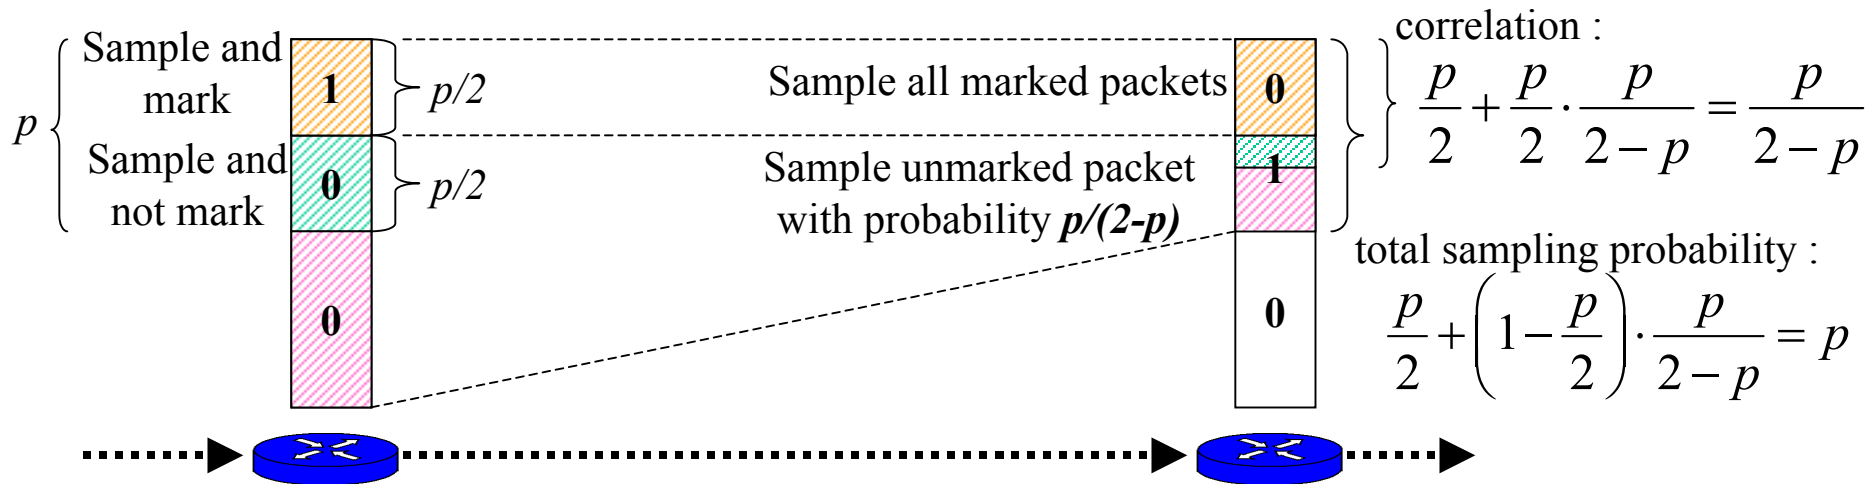 p
Sample and
mark
Sample and
not mark
1
0
0
p/2
p/2
Sample all marked packets
Sample unmarked packet
with probability p/(2-p)
0
1
0
correlation :
p/2 + p/2 · p/(2 − p) = p/(2 − p)
total sampling probability :
p/2 + (1 − p/2) · p/(2 − p) = p